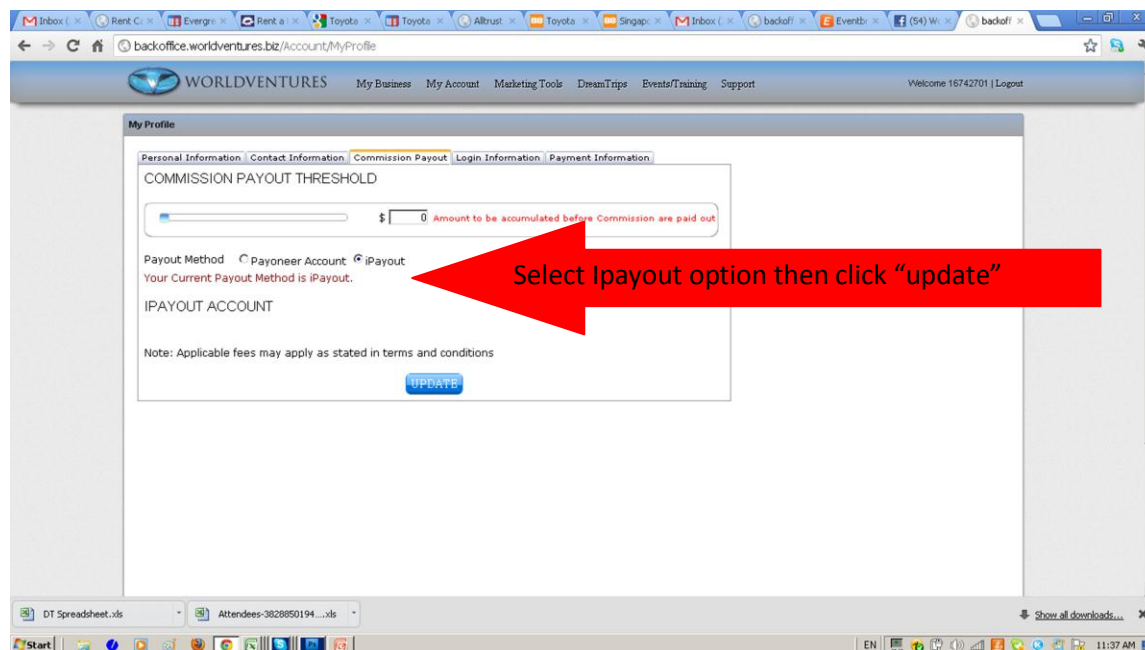 Inbox ( Rent C Evergre Rent a Toyota Toyota Alltrust Toyota Singap Inbox ( backoff Eventbr (54) W backoff
backoffice.worldventures.biz/Account/MyProfile
WORLDVENTURES My Business My Account Marketing Tools DreamTrips Events/Training Support Welcome 16742701 | Logout
My Profile
Personal Information Contact Information Commission Payout Login Information Payment Information
COMMISSION PAYOUT THRESHOLD
$ 0 Amount to be accumulated before Commission are paid out
Payout Method Payoneer Account iPayout
Your Current Payout Method is iPayout.
Select Ipayout option then click “update”
IPAYOUT ACCOUNT
Note: Applicable fees may apply as stated in terms and conditions
UPDATE
DT Spreadsheet.xls Attendees-3828850194....xls Show all downloads...
Start EN 11:37 AM